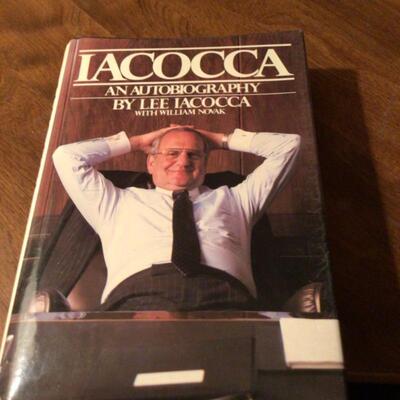 IACOCCA
AN AUTOBIOGRAPHY
BY LEE IACOCCA
WITH WILLIAM NOVAK